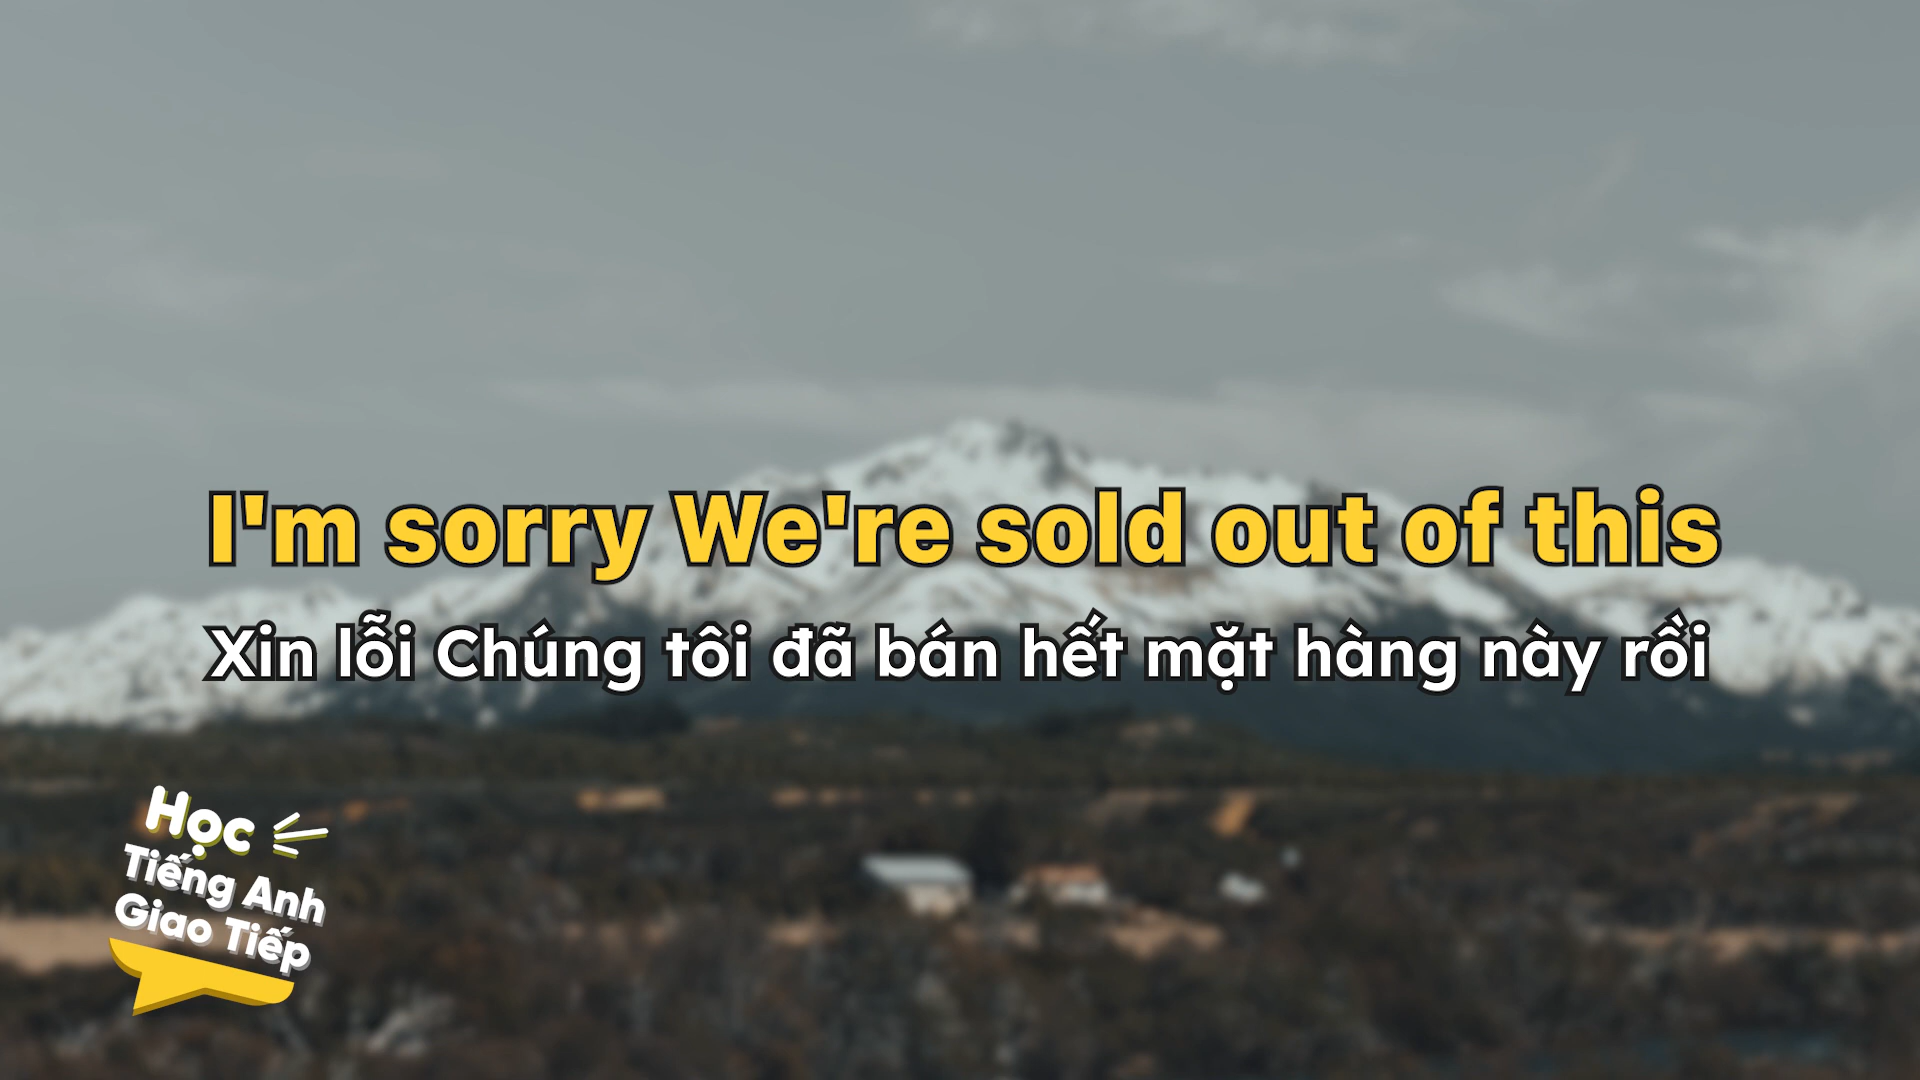 I'm sorry We're sold out of this
Xin lỗi Chúng tôi đã bán hết mặt hàng này rồi
Học
Tiếng Anh
Giao Tiếp